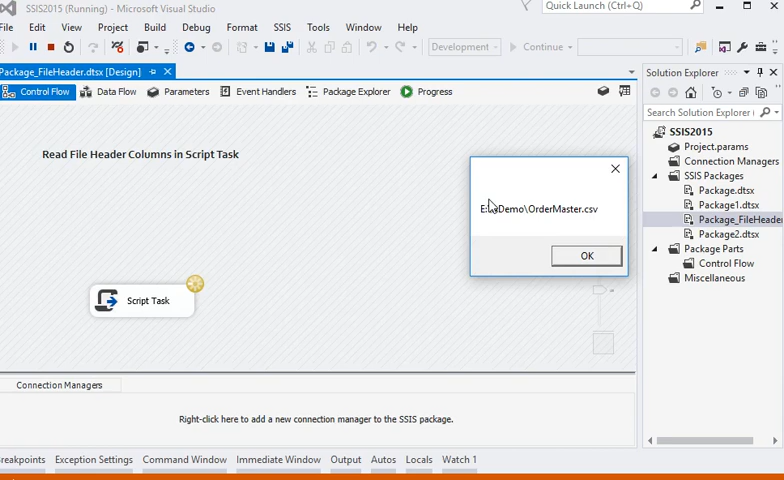 SSIS2015 (Running) - Microsoft Visual Studio
Quick Launch (Ctrl+Q)
File View Project Build Debug Format SSIS Tools Window Help
Development Continue
Package_FileHeader.dtsx [Design]
Control Flow Data Flow Parameters Event Handlers Package Explorer Progress
Read File Header Columns in Script Task
Demo\OrderMaster.csv
OK
Script Task
Connection Managers
Right-click here to add a new connection manager to the SSIS package.
Solution Explorer
Search Solution Explorer (
SSIS2015
Project.params
Connection Managers
SSIS Packages
Package.dtsx
Package1.dtsx
Package_FileHeader
Package2.dtsx
Package Parts
Control Flow
Miscellaneous
reakpoints Exception Settings Command Window Immediate Window Output Autos Locals Watch 1